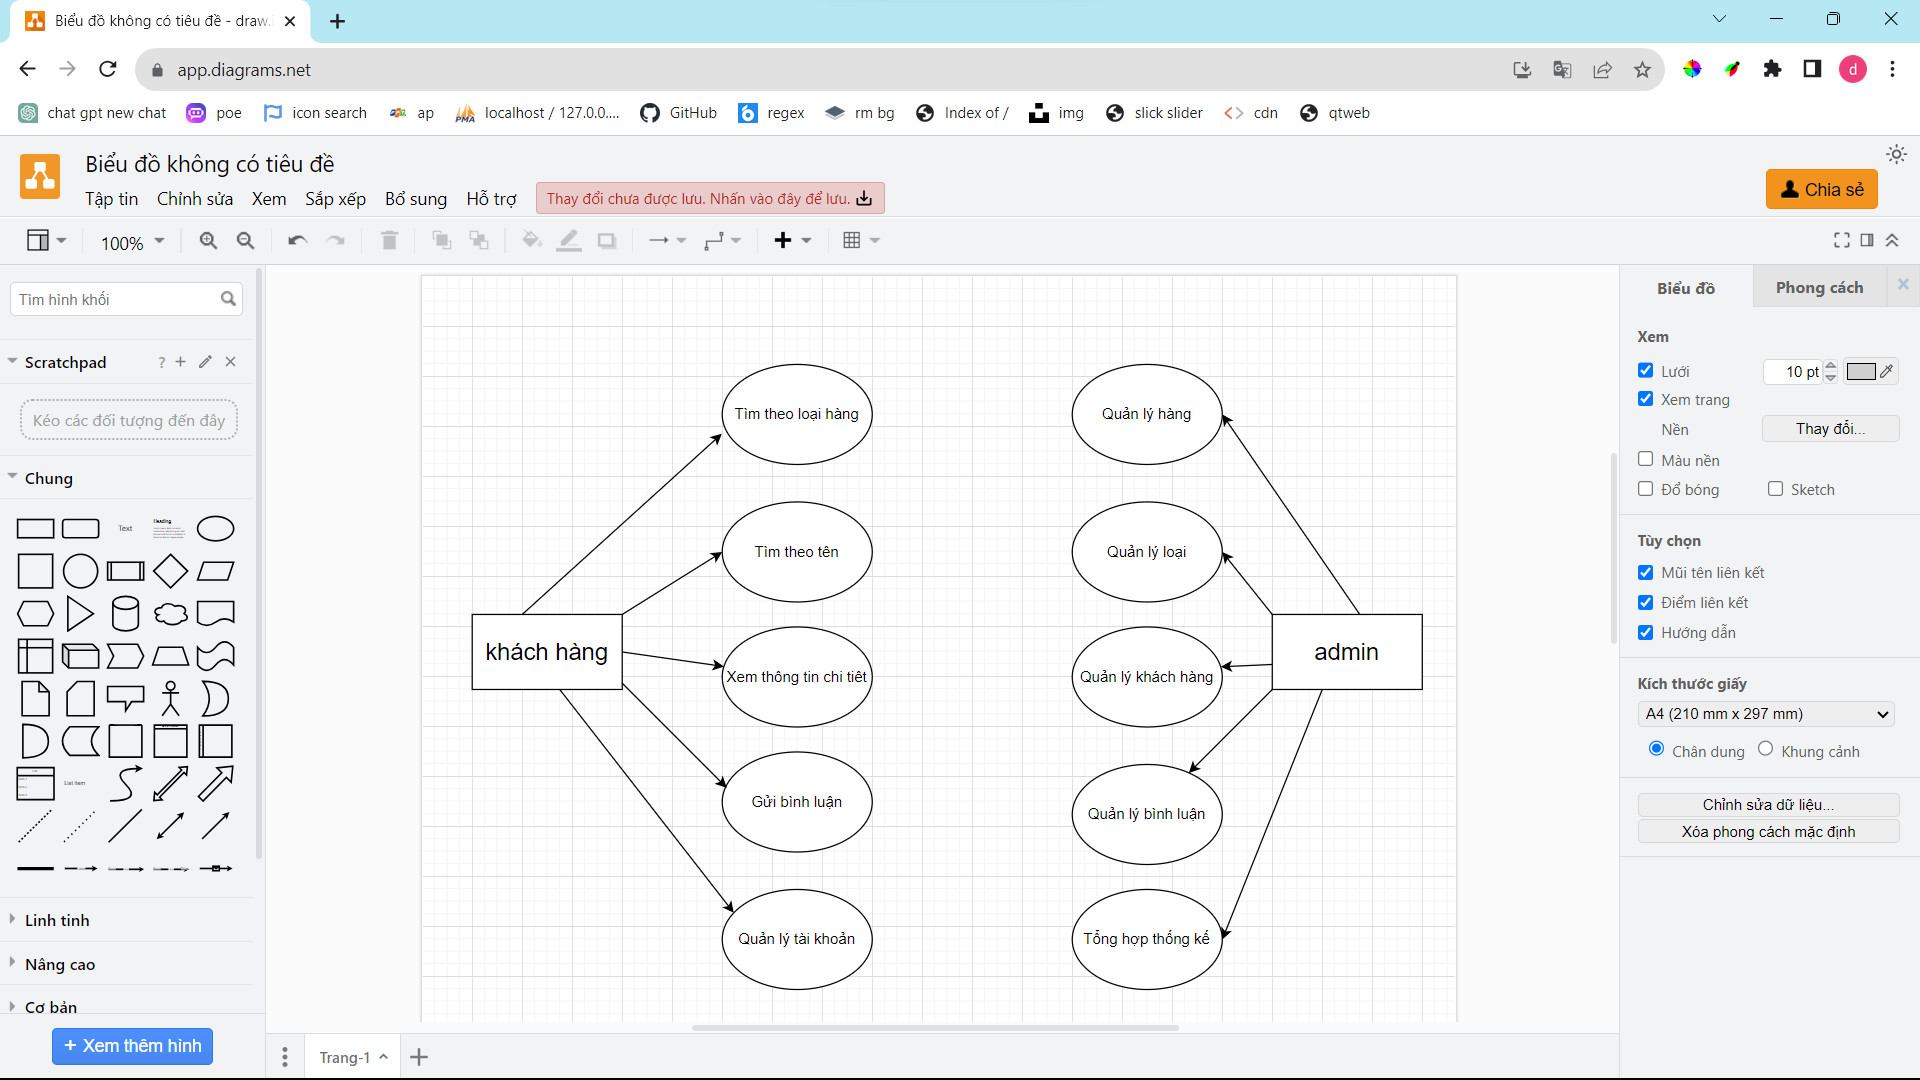 Biểu đồ không có tiêu đề - draw.
app.diagrams.net
d
chat gpt new chat
poe
icon search
ap
localhost / 127.0.0....
GitHub
regex
rm bg
Index of /
img
slick slider
cdn
qtweb
Biểu đồ không có tiêu đề
Tập tin
Chỉnh sửa
Xem
Sắp xếp
Bổ sung
Hỗ trợ
Thay đổi chưa được lưu. Nhấn vào đây để lưu.
Chia sẻ
100%
Tìm hình khối
Scratchpad
?
Kéo các đối tượng đến đây
Chung
Text
Heading
List Item
Linh tinh
Nâng cao
Cơ bản
+ Xem thêm hình
Tìm theo loại hàng
Tìm theo tên
khách hàng
Xem thông tin chi tiết
Gửi bình luận
Quản lý tài khoản
Quản lý hàng
Quản lý loại
admin
Quản lý khách hàng
Quản lý bình luận
Tổng hợp thống kế
Trang-1
Biểu đồ
Phong cách
Xem
Lưới
10 pt
Xem trang
Nền
Thay đổi...
Màu nền
Đổ bóng
Sketch
Tùy chọn
Mũi tên liên kết
Điểm liên kết
Hướng dẫn
Kích thước giấy
A4 (210 mm x 297 mm)
Chân dung
Khung cảnh
Chỉnh sửa dữ liệu...
Xóa phong cách mặc định